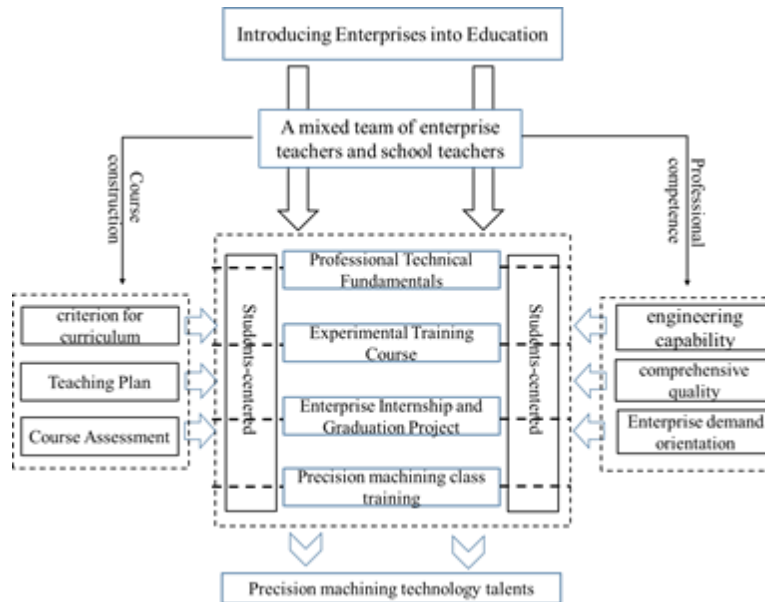 Introducing Enterprises into Education
A mixed team of enterprise
teachers and school teachers
Course
construction
Professional
competence
Professional Technical
Fundamentals
Students-centered
Students-centered
criterion for
curriculum
Experimental Training
Course
engineering
capability
Teaching Plan
comprehensive
quality
Enterprise Internship and
Graduation Project
Course Assessment
Enterprise demand
orientation
Precision machining class
training
Precision machining technology talents